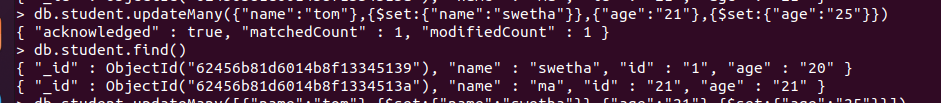 > db.student.updateMany({"name":"tom"},{$set:{"name":"swetha"}},{"age":"21"},{$set:{"age":"25"}})
{ "acknowledged" : true, "matchedCount" : 1, "modifiedCount" : 1 }
> db.student.find()
{ "_id" : ObjectId("62456b81d6014b8f13345139"), "name" : "swetha", "id" : "1", "age" : "20" }
{ "_id" : ObjectId("62456b81d6014b8f1334513a"), "name" : "ma", "id" : "21", "age" : "21" }
> db.student.updateMany([{"name":"tom"},{$set:{"name":"swetha"}},{"age":"21"},{$set:{"age":"25"}}])